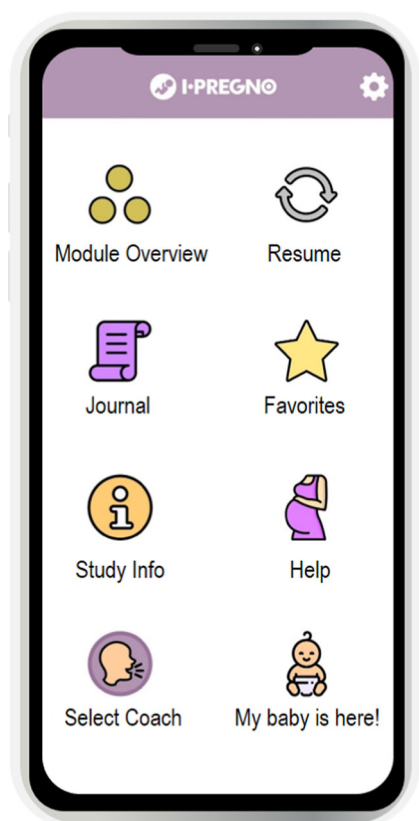 I-PREGNO
Module Overview
Resume
Journal
Favorites
Study Info
Help
Select Coach
My baby is here!